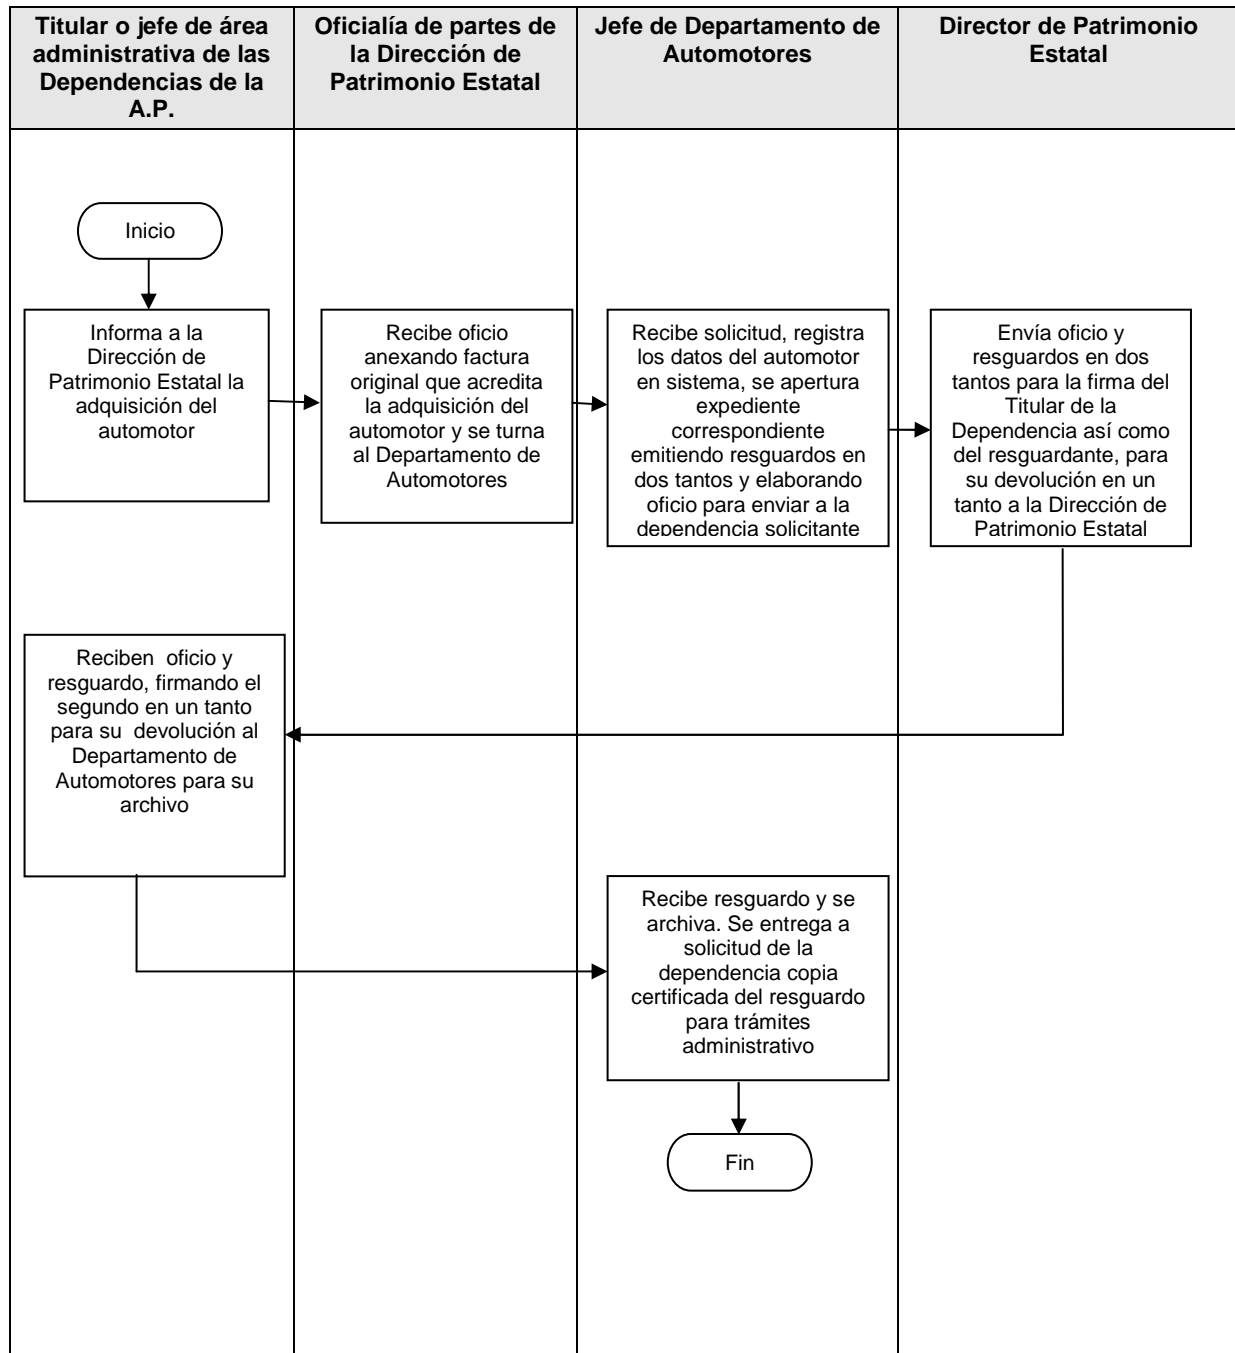 Titular o jefe de área
administrativa de las
Dependencias de la
A.P.
Oficialía de partes de
la Dirección de
Patrimonio Estatal
Jefe de Departamento de
Automotores
Director de Patrimonio
Estatal
Inicio
Informa a la
Dirección de
Patrimonio Estatal la
adquisición del
automotor
Recibe oficio
anexando factura
original que acredita
la adquisición del
automotor y se turna
al Departamento de
Automotores
Recibe solicitud, registra
los datos del automotor
en sistema, se apertura
expediente
correspondiente
emitiendo resguardos en
dos tantos y elaborando
oficio para enviar a la
dependencia solicitante
Envía oficio y
resguardos en dos
tantos para la firma del
Titular de la
Dependencia así como
del resguardante, para
su devolución en un
tanto a la Dirección de
Patrimonio Estatal
Reciben oficio y
resguardo, firmando el
segundo en un tanto
para su devolución al
Departamento de
Automotores para su
archivo
Recibe resguardo y se
archiva. Se entrega a
solicitud de la
dependencia copia
certificada del resguardo
para trámites
administrativo
Fin